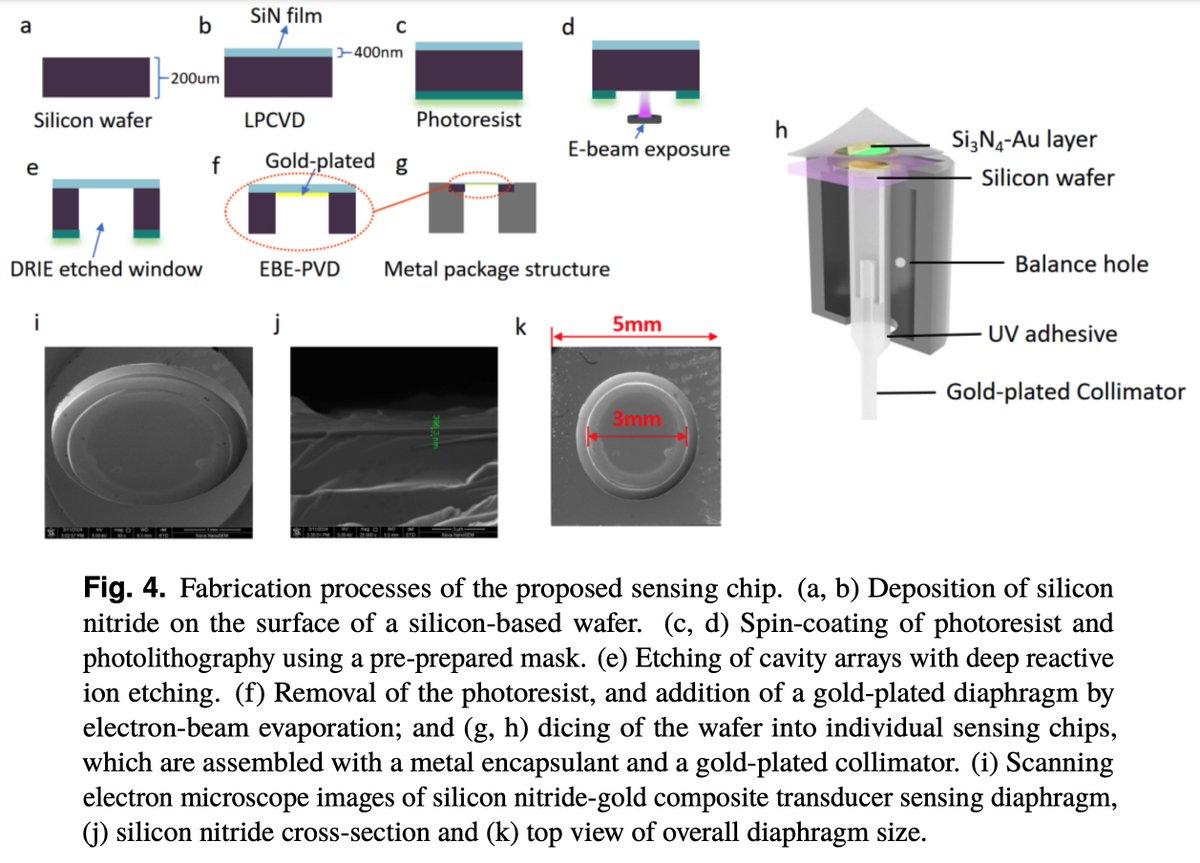 a
b
SiN film
c
d
400nm
200um
Silicon wafer
LPCVD
Photoresist
E-beam exposure
e
f
Gold-plated
g
DRIE etched window
EBE-PVD
Metal package structure
h
Si₃N₄-Au layer
Silicon wafer
Balance hole
UV adhesive
Gold-plated Collimator
i
j
k
5mm
3mm
Fig. 4. Fabrication processes of the proposed sensing chip. (a, b) Deposition of silicon
nitride on the surface of a silicon-based wafer. (c, d) Spin-coating of photoresist and
photolithography using a pre-prepared mask. (e) Etching of cavity arrays with deep reactive
ion etching. (f) Removal of the photoresist, and addition of a gold-plated diaphragm by
electron-beam evaporation; and (g, h) dicing of the wafer into individual sensing chips,
which are assembled with a metal encapsulant and a gold-plated collimator. (i) Scanning
electron microscope images of silicon nitride-gold composite transducer sensing diaphragm,
(j) silicon nitride cross-section and (k) top view of overall diaphragm size.